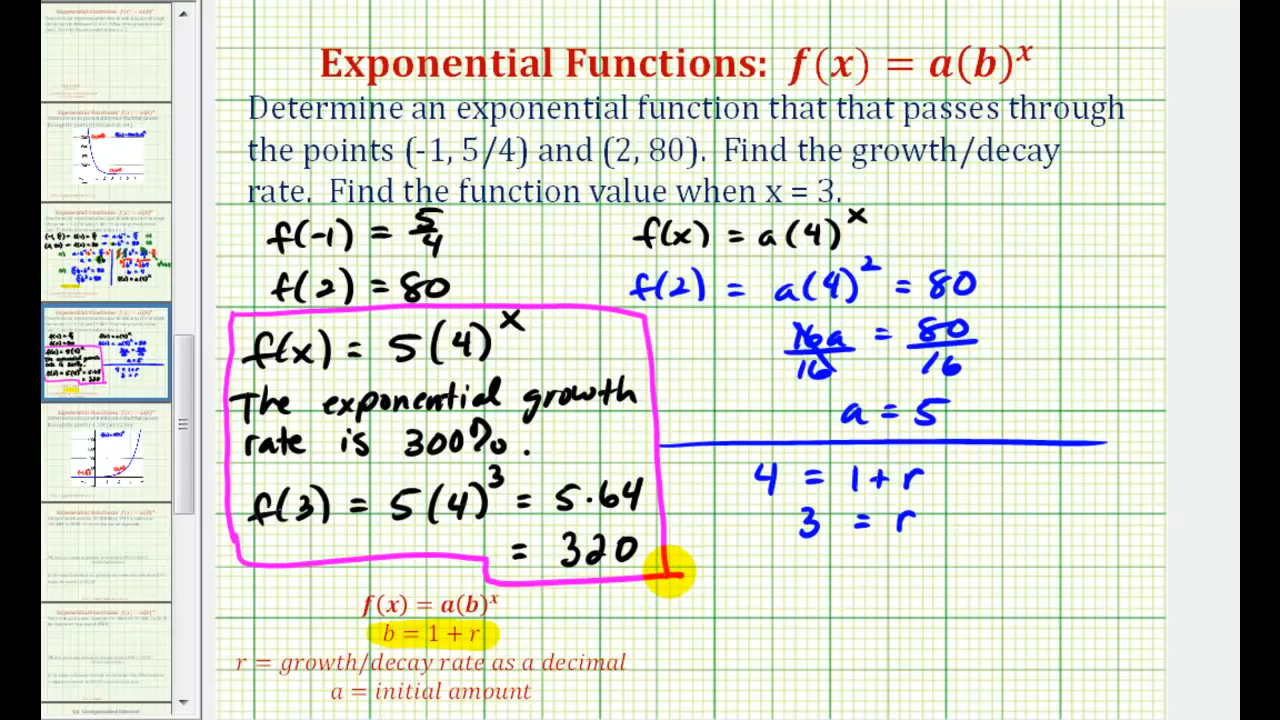 Exponential Functions: f(x) = a(b)^x
Determine an exponential function that that passes through
the points (-1, 5/4) and (2, 80). Find the growth/decay
rate. Find the function value when x = 3.
f(-1) = 5/4
f(2) = 80
f(x) = 5(4)^x
The exponential growth
rate is 300%.
f(3) = 5(4)^3 = 5·64
= 320
f(x) = a(4)^x
f(2) = a(4)^2 = 80
16a/16 = 80/16
a = 5
4 = 1 + r
3 = r
f(x) = a(b)^x
b = 1 + r
r = growth/decay rate as a decimal
a = initial amount